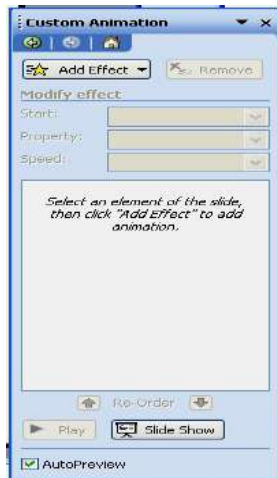 Custom Animation
Add Effect Remove
Modify effect
Start:
Property:
Speed:
Select an element of the slide,
then click "Add Effect" to add
animation.
Re-Order
Play Slide Show
AutoPreview